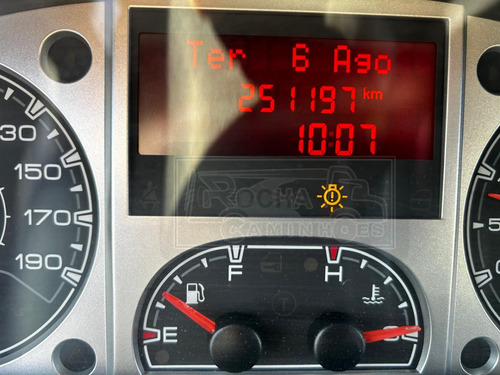 Ter 6 Ago
251197 km
10:07
ROCHA
CAMINHÕES
130
150
170
190
F
H
E